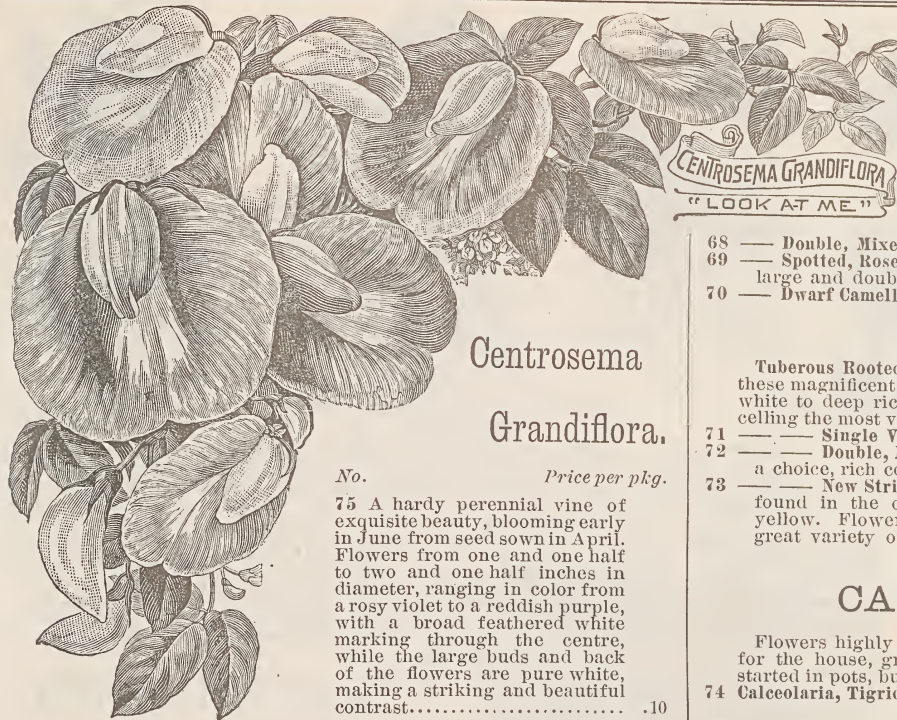 CENTROSEMA GRANDIFLORA
"LOOK AT ME"
Centrosema
Grandiflora.
No. Price per pkg.
75 A hardy perennial vine of
exquisite beauty, blooming early
in June from seed sown in April.
Flowers from one and one half
to two and one half inches in
diameter, ranging in color from
a rosy violet to a reddish purple,
with a broad feathered white
marking through the centre,
while the large buds and back
of the flowers are pure white,
making a striking and beautiful
contrast......................... .10
68 — Double, Mixe
69 — Spotted, Rose
large and doub
70 — Dwarf Camell
Tuberous Rooted
these magnificent
white to deep ric
celling the most v
71 — — Single V
72 — — Double,
a choice, rich co
73 — — New Stri
found in the c
yellow. Flower
great variety o
CA
Flowers highly
for the house, gr
started in pots, bu
74 Calceolaria, Tigri